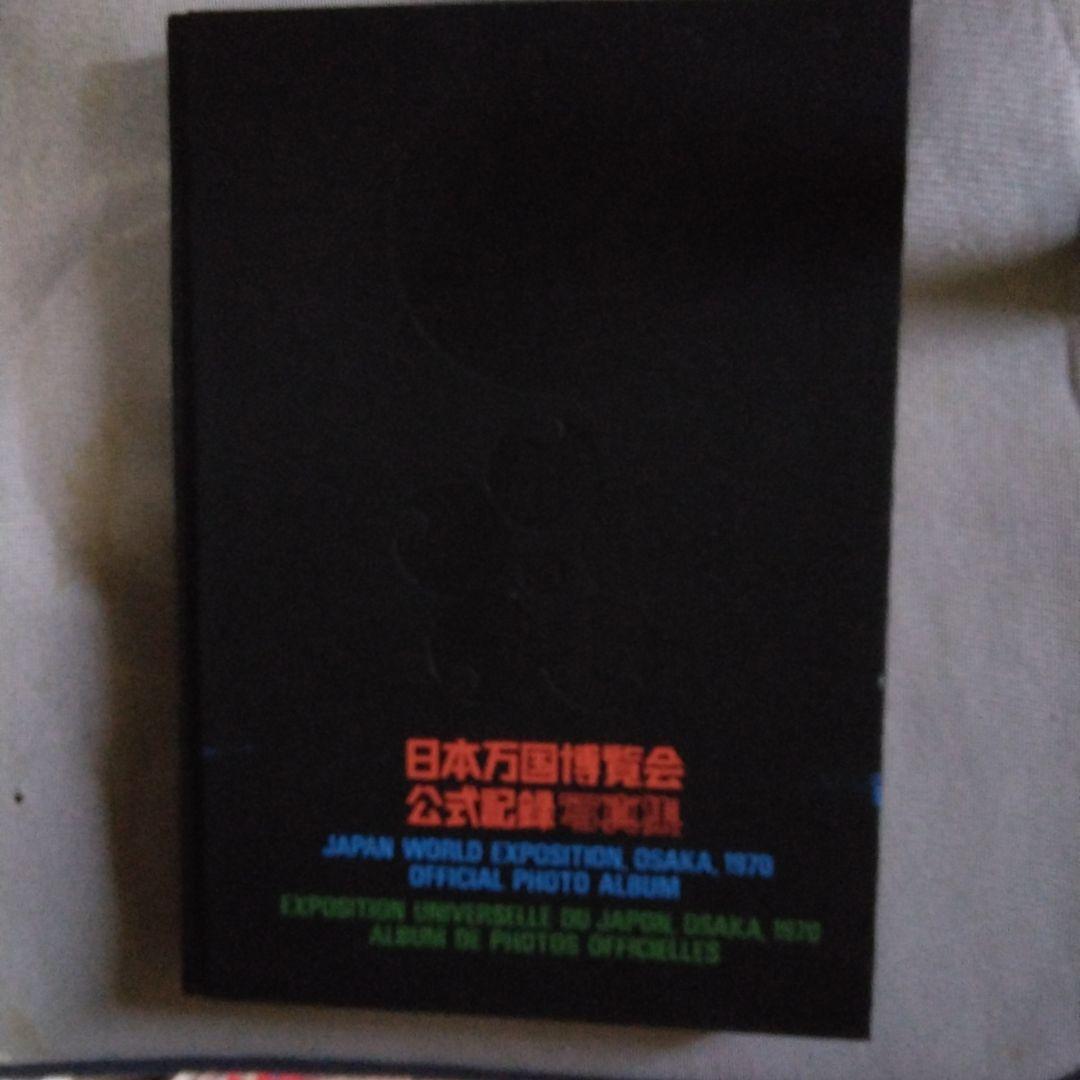 日本万国博覧会
公式記録 写真集
JAPAN WORLD EXPOSITION, OSAKA, 1970
OFFICIAL PHOTO ALBUM
EXPOSITION UNIVERSELLE DU JAPON, OSAKA, 1970
ALBUM DE PHOTOS OFFICIELLES